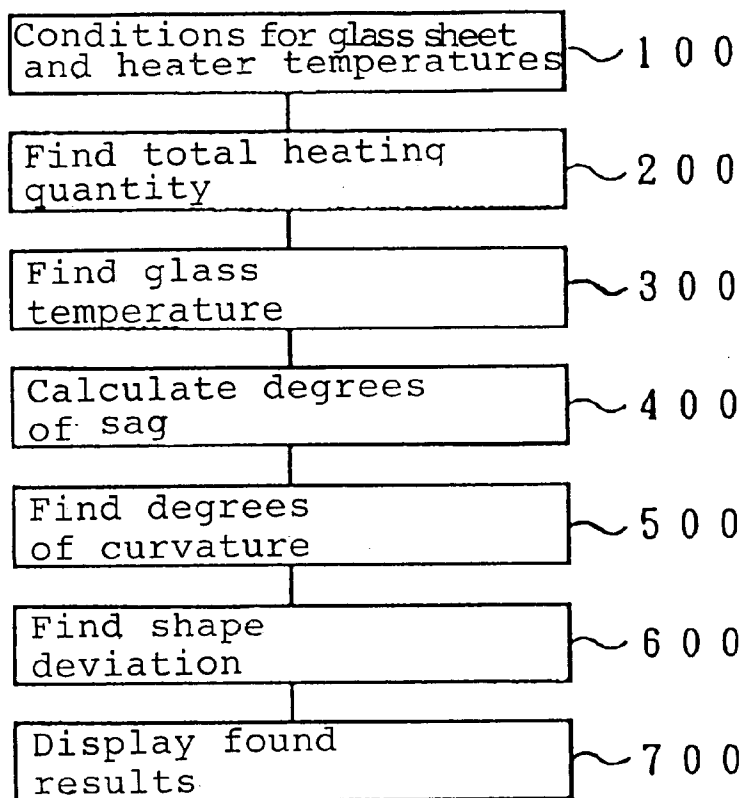 Conditions for glass sheet
and heater temperatures
100
Find total heating
quantity
200
Find glass
temperature
300
Calculate degrees
of sag
400
Find degrees
of curvature
500
Find shape
deviation
600
Display found
results
700